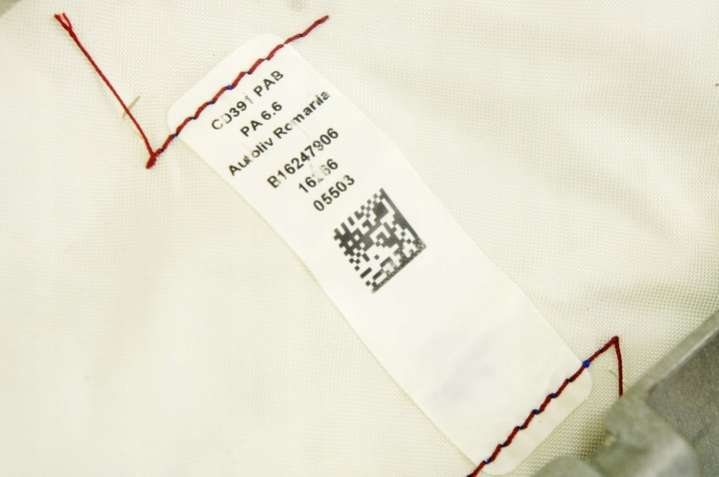 CD391 PAB
PA 6.6
Autoliv Romania
B16247906
05503